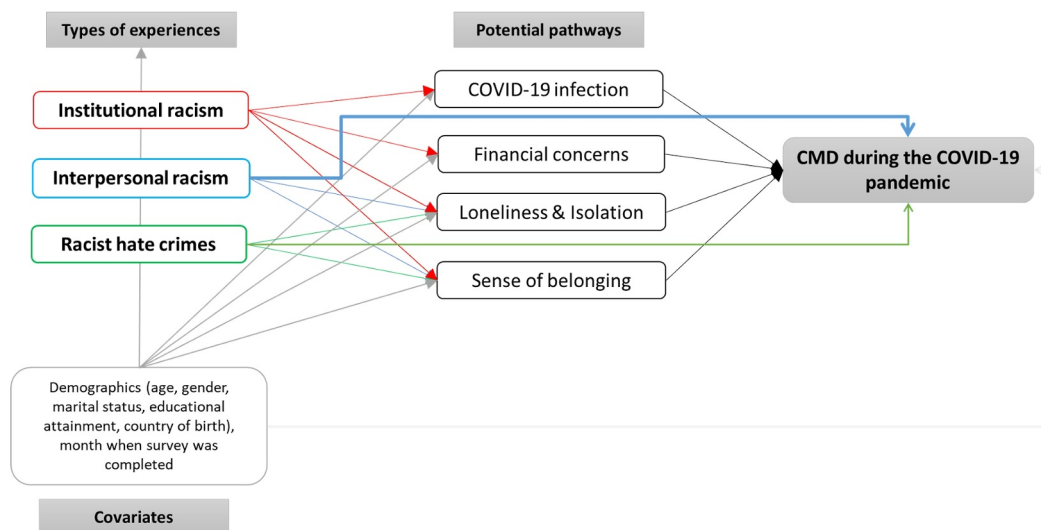 Types of experiences
Potential pathways
Institutional racism
Interpersonal racism
Racist hate crimes
COVID-19 infection
Financial concerns
Loneliness & Isolation
Sense of belonging
CMD during the COVID-19
pandemic
Demographics (age, gender,
marital status, educational
attainment, country of birth),
month when survey was
completed
Covariates